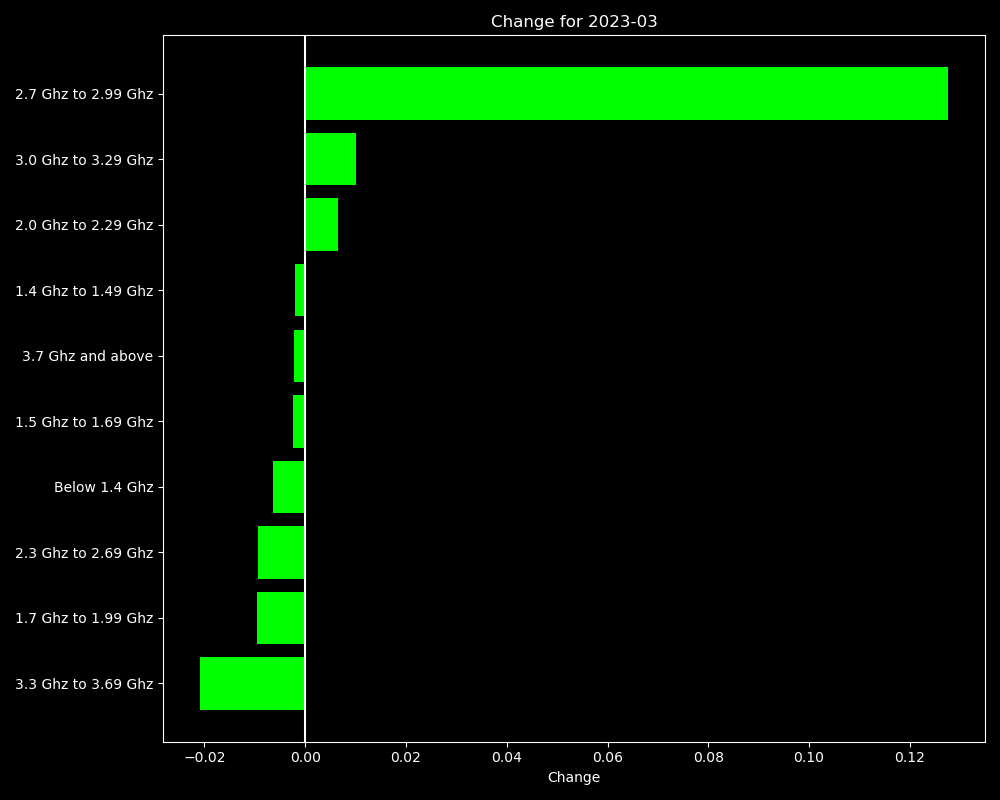 Change for 2023-03
2.7 Ghz to 2.99 Ghz
3.0 Ghz to 3.29 Ghz
2.0 Ghz to 2.29 Ghz
1.4 Ghz to 1.49 Ghz
3.7 Ghz and above
1.5 Ghz to 1.69 Ghz
Below 1.4 Ghz
2.3 Ghz to 2.69 Ghz
1.7 Ghz to 1.99 Ghz
3.3 Ghz to 3.69 Ghz
−0.02 0.00 0.02 0.04 0.06 0.08 0.10 0.12
Change